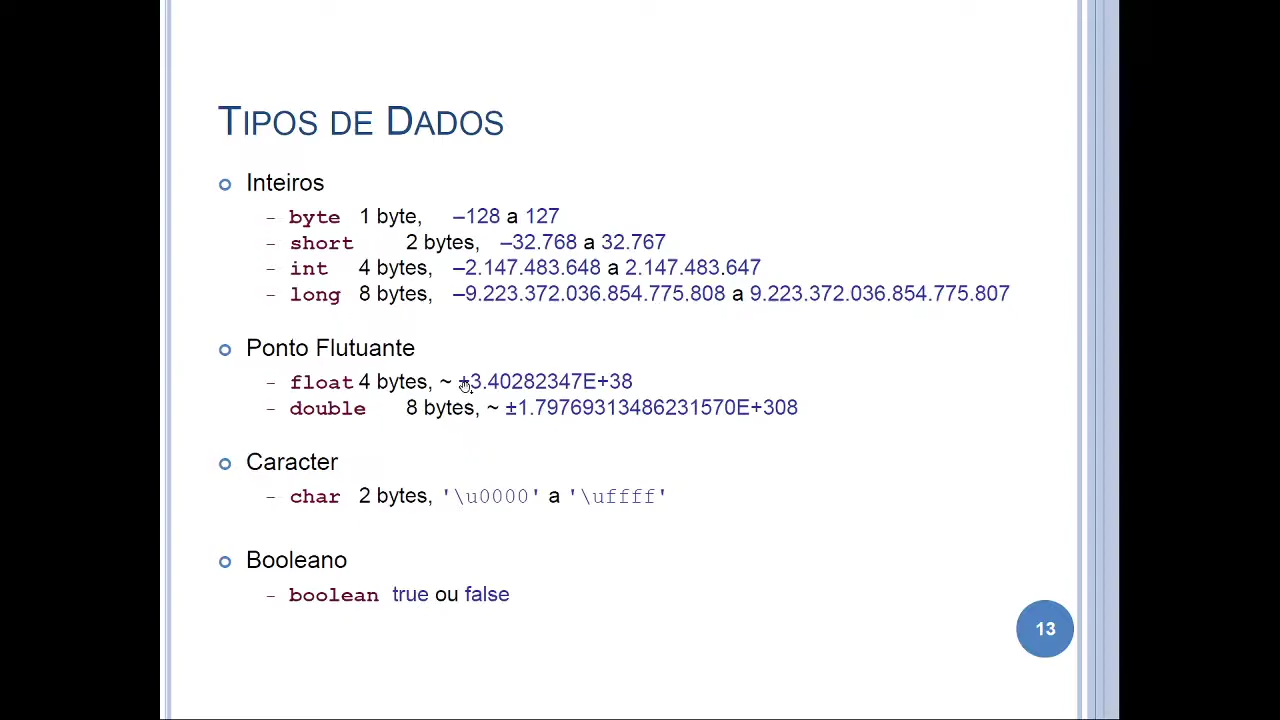 TIPOS DE DADOS
Inteiros
– byte 1 byte, –128 a 127
– short 2 bytes, –32.768 a 32.767
– int 4 bytes, –2.147.483.648 a 2.147.483.647
– long 8 bytes, –9.223.372.036.854.775.808 a 9.223.372.036.854.775.807
Ponto Flutuante
– float 4 bytes, ~ ±3.40282347E+38
– double 8 bytes, ~ ±1.79769313486231570E+308
Caracter
– char 2 bytes, '\u0000' a '\uffff'
Booleano
– boolean true ou false
13